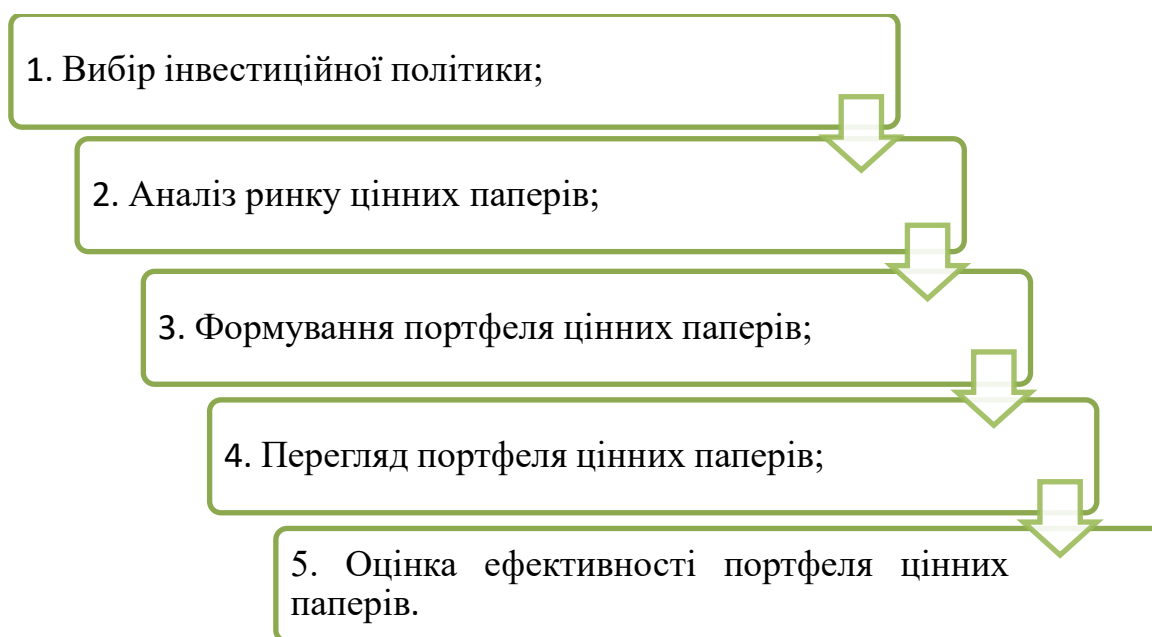 1. Вибір інвестиційної політики;
2. Аналіз ринку цінних паперів;
3. Формування портфеля цінних паперів;
4. Перегляд портфеля цінних паперів;
5. Оцінка ефективності портфеля цінних
паперів.